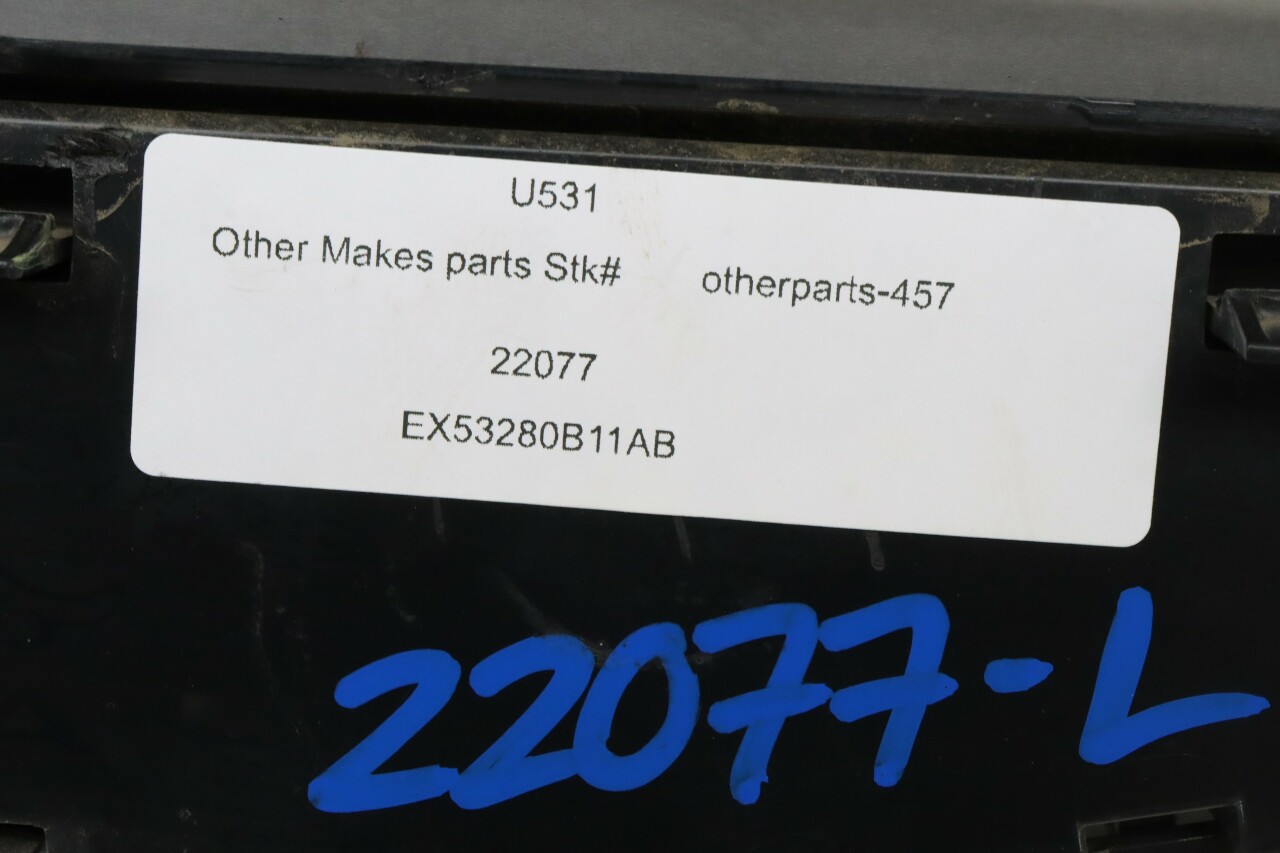 U531
Other Makes parts Stk# otherparts-457
22077
EX53280B11AB
22077-L